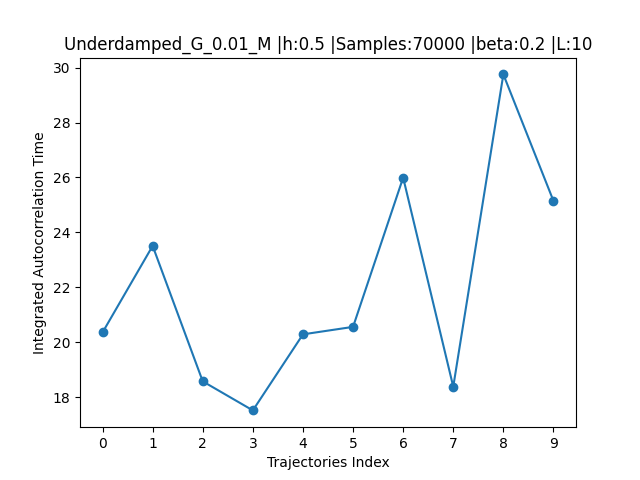 Underdamped_G_0.01_M |h:0.5 |Samples:70000 |beta:0.2 |L:10
30
28
26
24
22
20
18
Integrated Autocorrelation Time
0 1 2 3 4 5 6 7 8 9
Trajectories Index